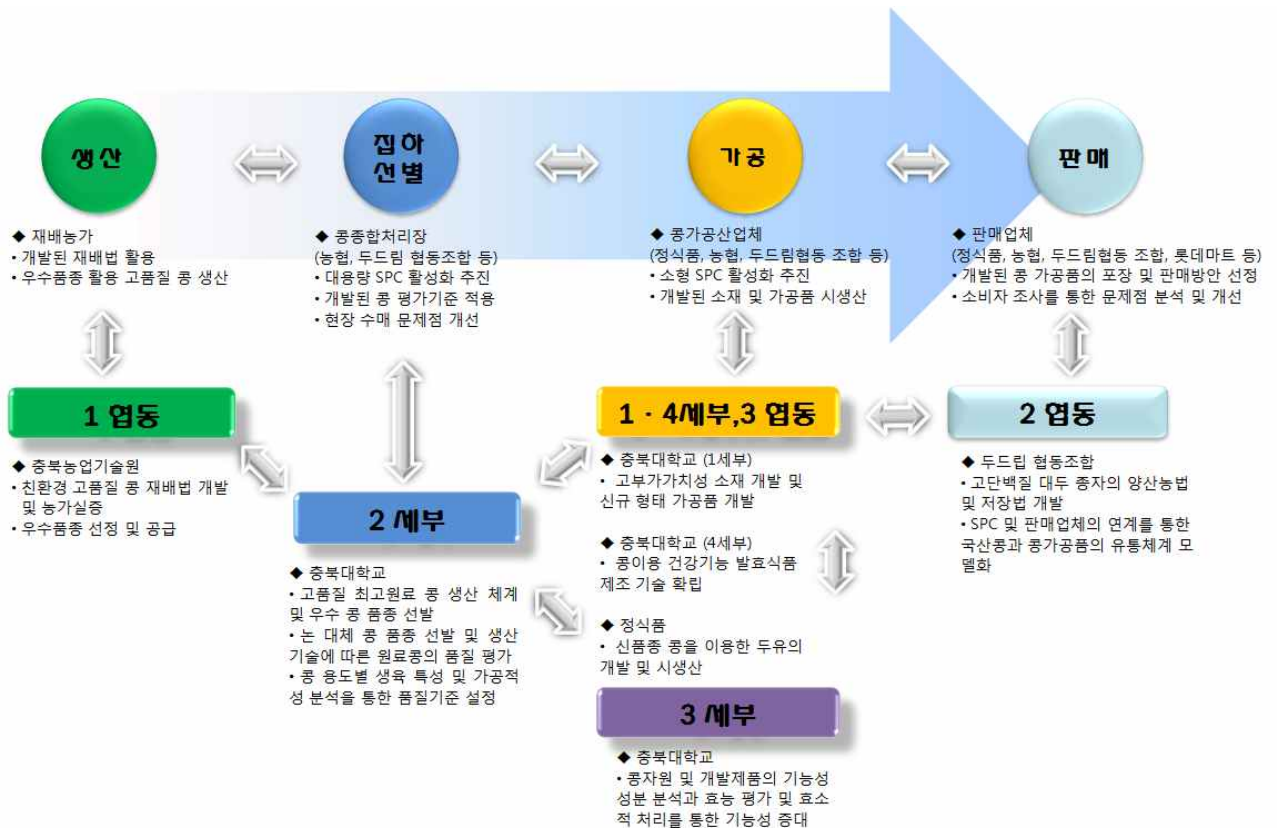 생산
집하
선별
가공
판매
◆ 재배농가
• 개발된 재배법 활용
• 우수품종 활용 고품질 콩 생산
◆ 콩종합처리장
(농협, 두드림 협동조합 등)
• 대용량 SPC 활성화 추진
• 개발된 콩 평가기준 적용
• 현장 수매 문제점 개선
◆ 콩가공산업체
(정식품, 농협, 두드림협동 조합 등)
• 소형 SPC 활성화 추진
• 개발된 소재 및 가공품 시생산
◆ 판매업체
(정식품, 농협, 두드림협동 조합, 롯데마트 등)
• 개발된 콩 가공품의 포장 및 판매방안 선정
• 소비자 조사를 통한 문제점 분석 및 개선
1 협동
◆ 충북농업기술원
• 친환경 고품질 콩 재배법 개발
및 농가실증
• 우수품종 선정 및 공급
2 세부
◆ 충북대학교
• 고품질 최고원료 콩 생산 체계
및 우수 콩 품종 선발
• 논 대체 콩 품종 선발 및 생산
기술에 따른 원료콩의 품질 평가
• 콩 용도별 생육 특성 및 가공적
성 분석을 통한 품질기준 설정
1 · 4세부,3 협동
◆ 충북대학교 (1세부)
• 고부가가치성 소재 개발 및
신규 형태 가공품 개발
◆ 충북대학교 (4세부)
• 콩이용 건강기능 발효식품
제조 기술 확립
◆ 정식품
• 신품종 콩을 이용한 두유의
개발 및 시생산
3 세부
◆ 충북대학교
• 콩자원 및 개발제품의 기능성
성분 분석과 효능 평가 및 효소
적 처리를 통한 기능성 증대
2 협동
◆ 두드립 협동조합
• 고단백질 대두 종자의 양산농법
및 저장법 개발
• SPC 및 판매업체의 연계를 통한
국산콩과 콩가공품의 유통체계 모
델화